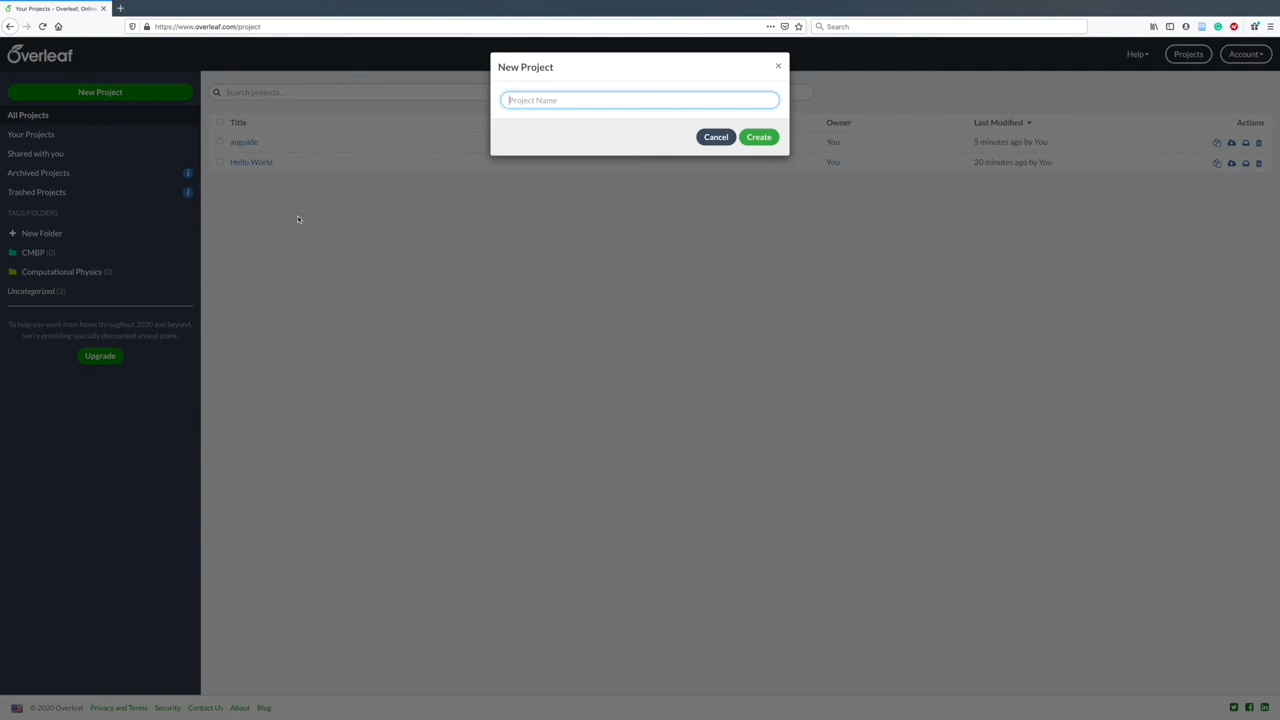 Your Projects - Overleaf, Onlin
https://www.overleaf.com/project
Search
Overleaf
Help
Projects
Account
New Project
Project Name
Cancel
Create
New Project
Search projects...
All Projects
Your Projects
Shared with you
Archived Projects
Trashed Projects
TAGS/FOLDERS
New Folder
CMBP (0)
Computational Physics (0)
Uncategorized (2)
To help you work from home throughout 2020 and beyond,
we're providing specially discounted annual plans.
Upgrade
Title Owner Last Modified Actions
auguide You 5 minutes ago by You
Hello World You 20 minutes ago by You
© 2020 Overleaf Privacy and Terms Security Contact Us About Blog